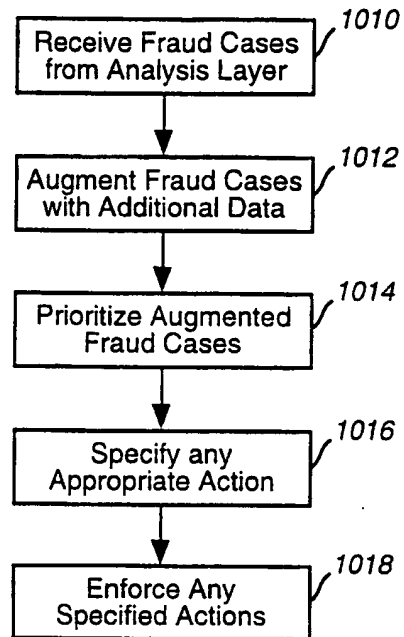 1010
Receive Fraud Cases
from Analysis Layer
1012
Augment Fraud Cases
with Additional Data
1014
Prioritize Augmented
Fraud Cases
1016
Specify any
Appropriate Action
1018
Enforce Any
Specified Actions